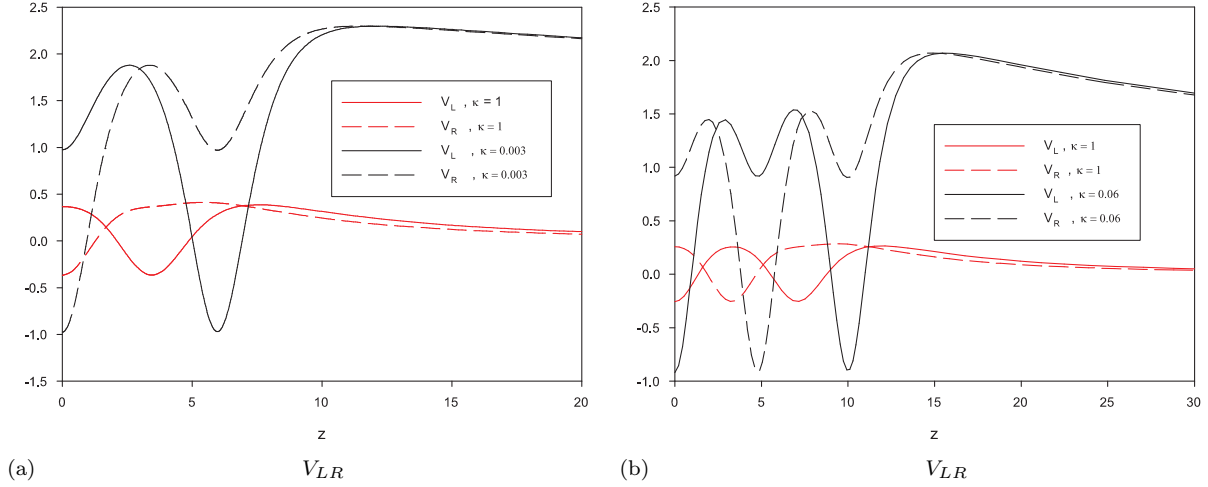 2.5
2.0
1.5
1.0
0.5
0.0
-0.5
-1.0
-1.5
0 5 10 15 20
z
V_L , κ = 1
V_R , κ = 1
V_L , κ = 0.003
V_R , κ = 0.003
(a) V_LR
2.5
2.0
1.5
1.0
0.5
0.0
-0.5
-1.0
0 5 10 15 20 25 30
z
V_L , κ = 1
V_R , κ = 1
V_L , κ = 0.06
V_R , κ = 0.06
(b) V_LR